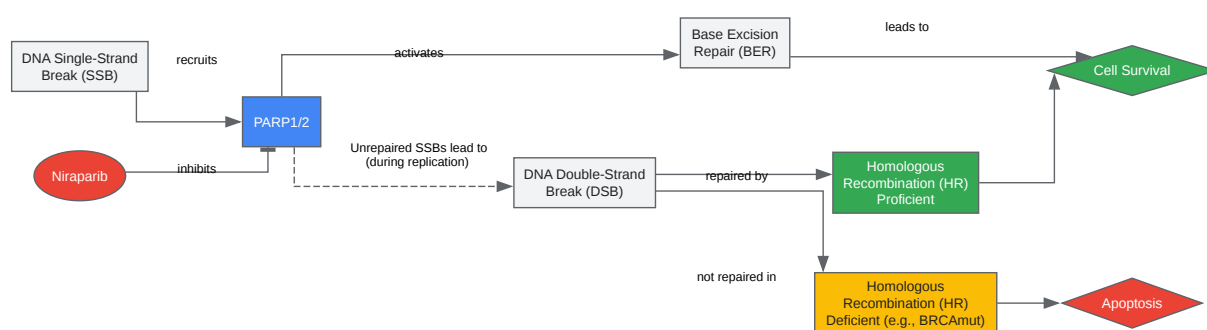 DNA Single-Strand
Break (SSB)
recruits
PARP1/2
activates
Base Excision
Repair (BER)
leads to
Cell Survival
Niraparib
inhibits
Unrepaired SSBs lead to
(during replication)
DNA Double-Strand
Break (DSB)
repaired by
Homologous
Recombination (HR)
Proficient
not repaired in
Homologous
Recombination (HR)
Deficient (e.g., BRCAmut)
Apoptosis